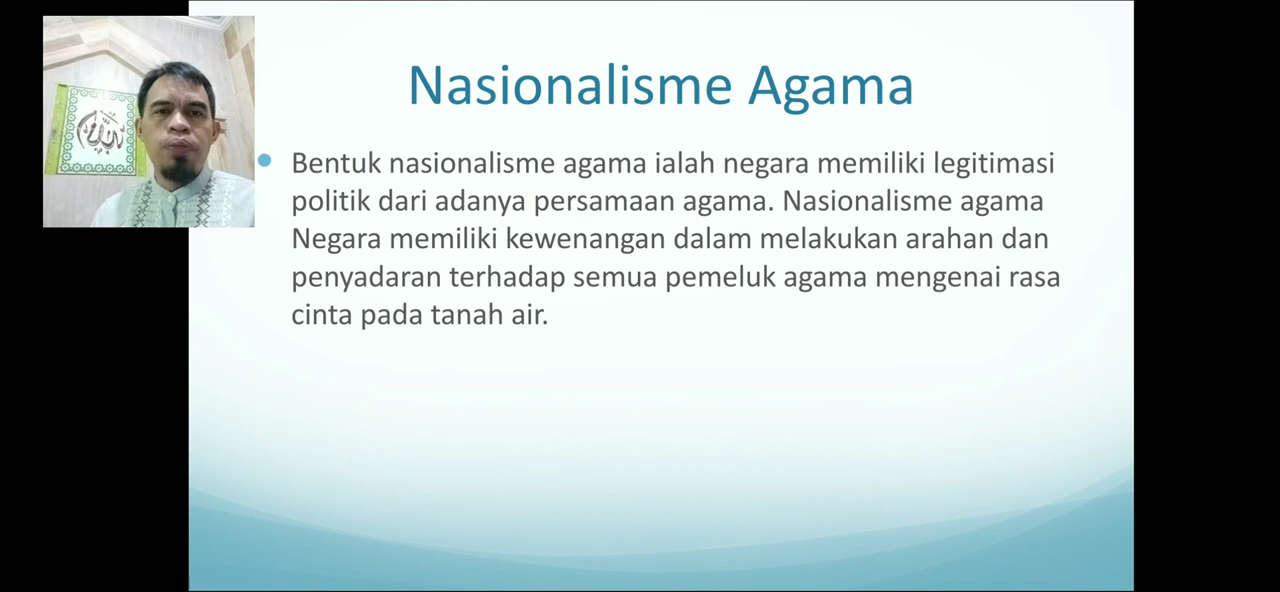 Nasionalisme Agama
Bentuk nasionalisme agama ialah negara memiliki legitimasi
politik dari adanya persamaan agama. Nasionalisme agama
Negara memiliki kewenangan dalam melakukan arahan dan
penyadaran terhadap semua pemeluk agama mengenai rasa
cinta pada tanah air.